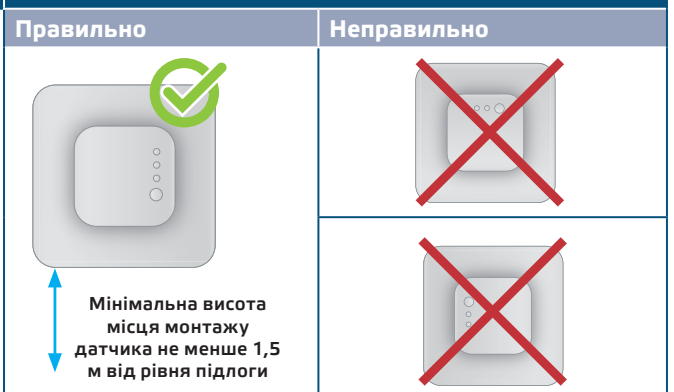 Правильно
Неправильно
Мінімальна висота
місця монтажу
датчика не менше 1,5
м від рівня підлоги